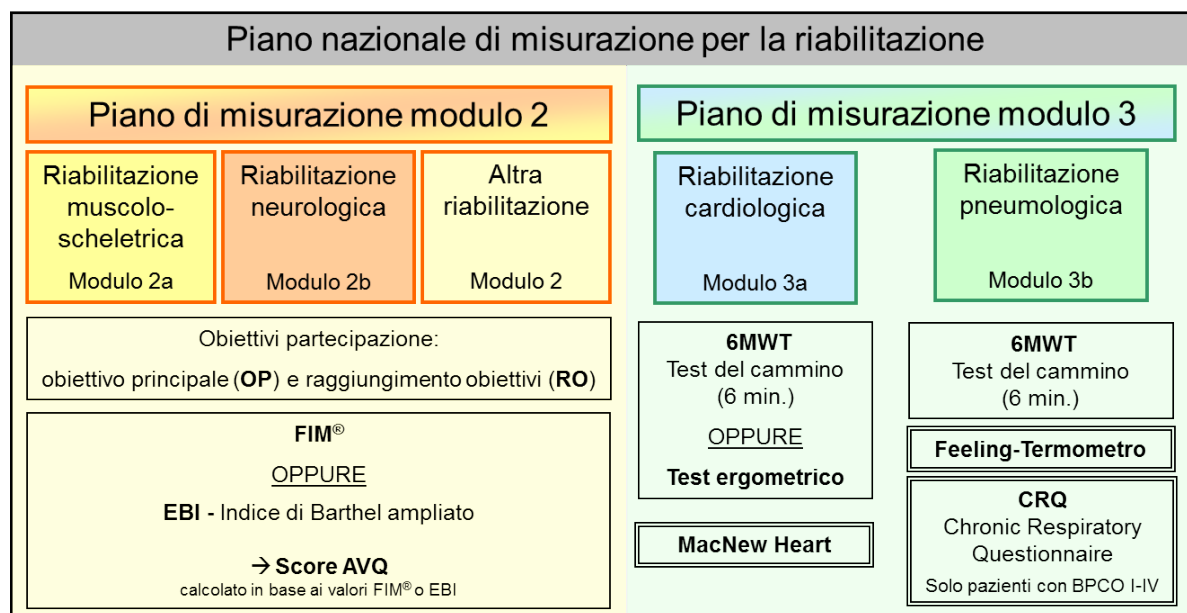 Piano nazionale di misurazione per la riabilitazione
Piano di misurazione modulo 2
Riabilitazione
muscolo-
scheletrica
Modulo 2a
Riabilitazione
neurologica
Modulo 2b
Altra
riabilitazione
Modulo 2
Obiettivi partecipazione:
obiettivo principale (OP) e raggiungimento obiettivi (RO)
FIM®
OPPURE
EBI - Indice di Barthel ampliato
→ Score AVQ
calcolato in base ai valori FIM® o EBI
Piano di misurazione modulo 3
Riabilitazione
cardiologica
Modulo 3a
Riabilitazione
pneumologica
Modulo 3b
6MWT
Test del cammino
(6 min.)
OPPURE
Test ergometrico
MacNew Heart
6MWT
Test del cammino
(6 min.)
Feeling-Termometro
CRQ
Chronic Respiratory
Questionnaire
Solo pazienti con BPCO I-IV